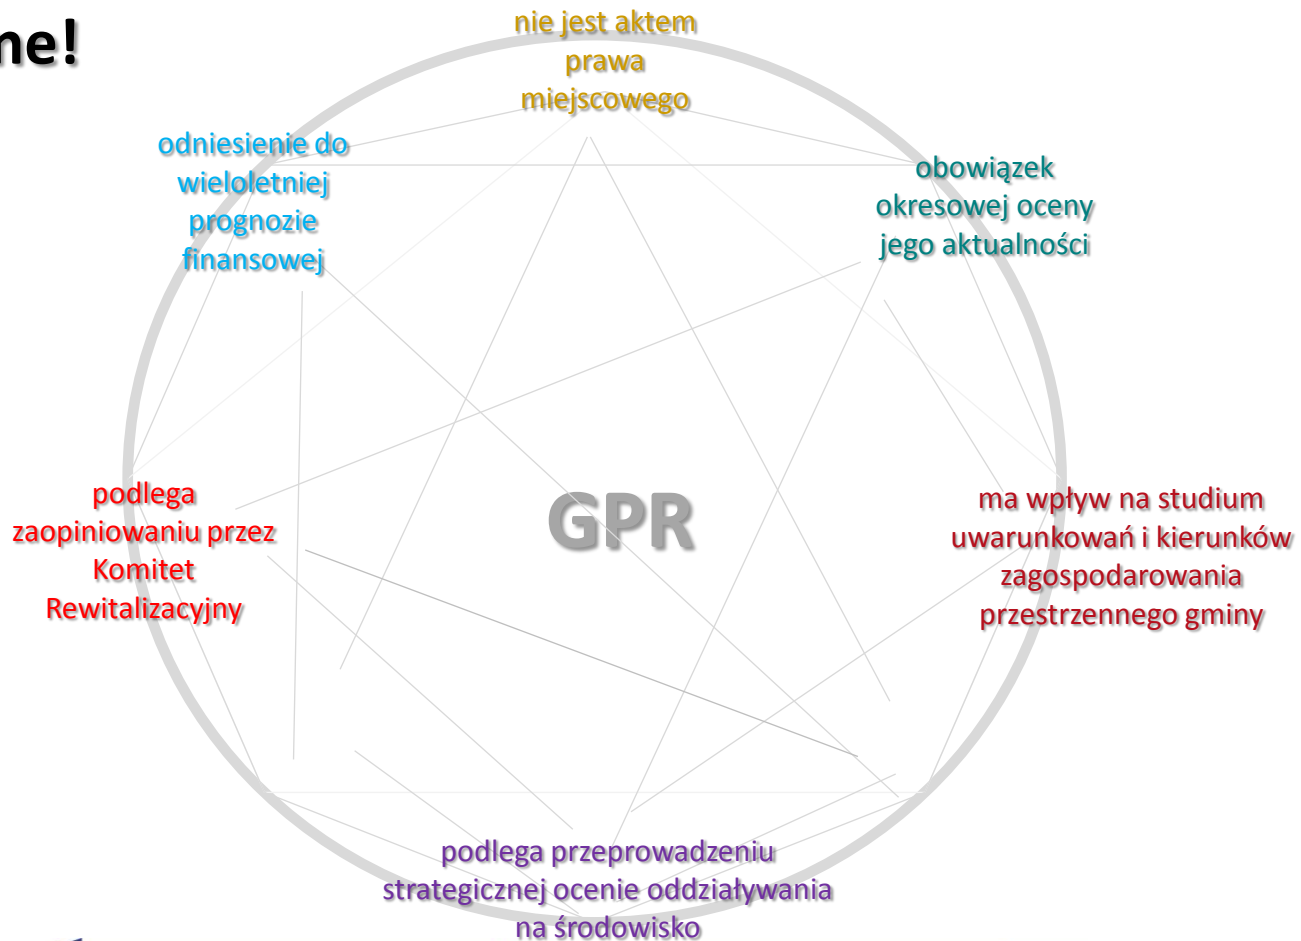 ne!
nie jest aktem
prawa
miejscowego
odniesienie do
wieloletniej
prognozie
finansowej
obowiązek
okresowej oceny
jego aktualności
podlega
zaopiniowaniu przez
Komitet
Rewitalizacyjny
GPR
ma wpływ na studium
uwarunkowań i kierunków
zagospodarowania
przestrzennego gminy
podlega przeprowadzeniu
strategicznej ocenie oddziaływania
na środowisko